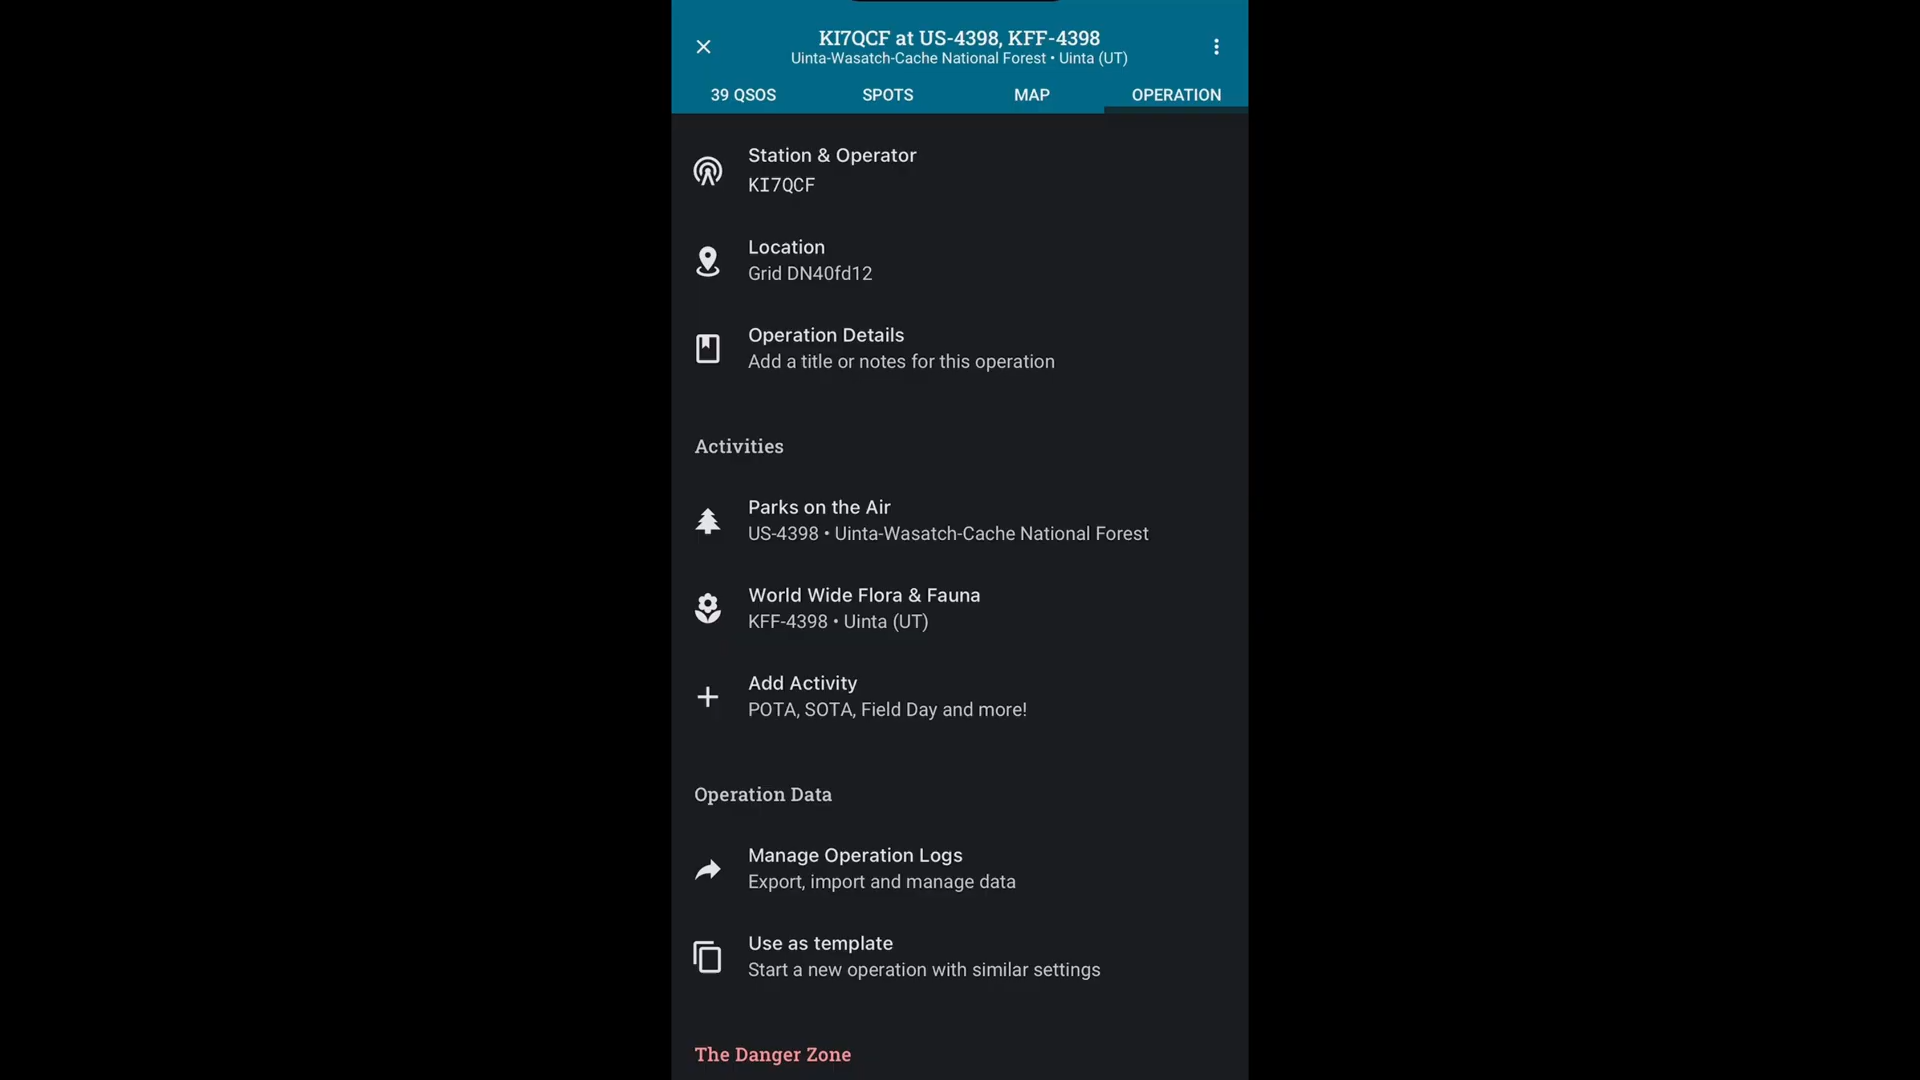 KI7QCF at US-4398, KFF-4398
Uinta-Wasatch-Cache National Forest • Uinta (UT)
39 QSOS
SPOTS
MAP
OPERATION
Station & Operator
KI7QCF
Location
Grid DN40fd12
Operation Details
Add a title or notes for this operation
Activities
Parks on the Air
US-4398 • Uinta-Wasatch-Cache National Forest
World Wide Flora & Fauna
KFF-4398 • Uinta (UT)
Add Activity
POTA, SOTA, Field Day and more!
Operation Data
Manage Operation Logs
Export, import and manage data
Use as template
Start a new operation with similar settings
The Danger Zone